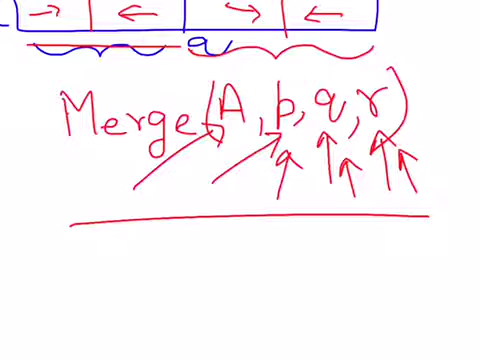 q
Merge(A, p, q, r)